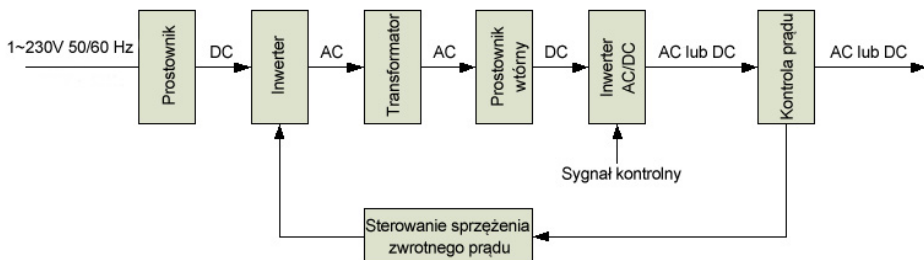 1~230V 50/60 Hz
Prostownik
DC
Inwerter
AC
Transformator
AC
Prostownik
wtórny
DC
Inwerter
AC/DC
AC lub DC
Kontrola prądu
AC lub DC
Sygnał kontrolny
Sterowanie sprzężenia
zwrotnego prądu